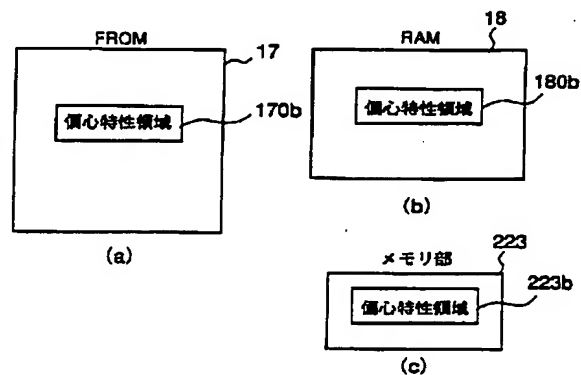 FROM
17
偏心特性領域
170b
(a)
RAM
18
偏心特性領域
180b
(b)
メモリ部
223
偏心特性領域
223b
(c)